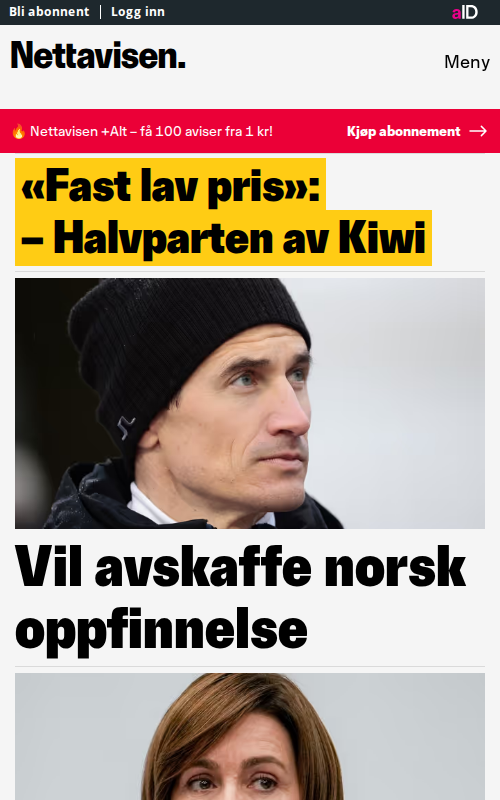 Bli abonnent | Logg inn
aID
Nettavisen.
Meny
🔥 Nettavisen +Alt – få 100 aviser fra 1 kr!
Kjøp abonnement →
«Fast lav pris»:
– Halvparten av Kiwi
Vil avskaffe norsk
oppfinnelse